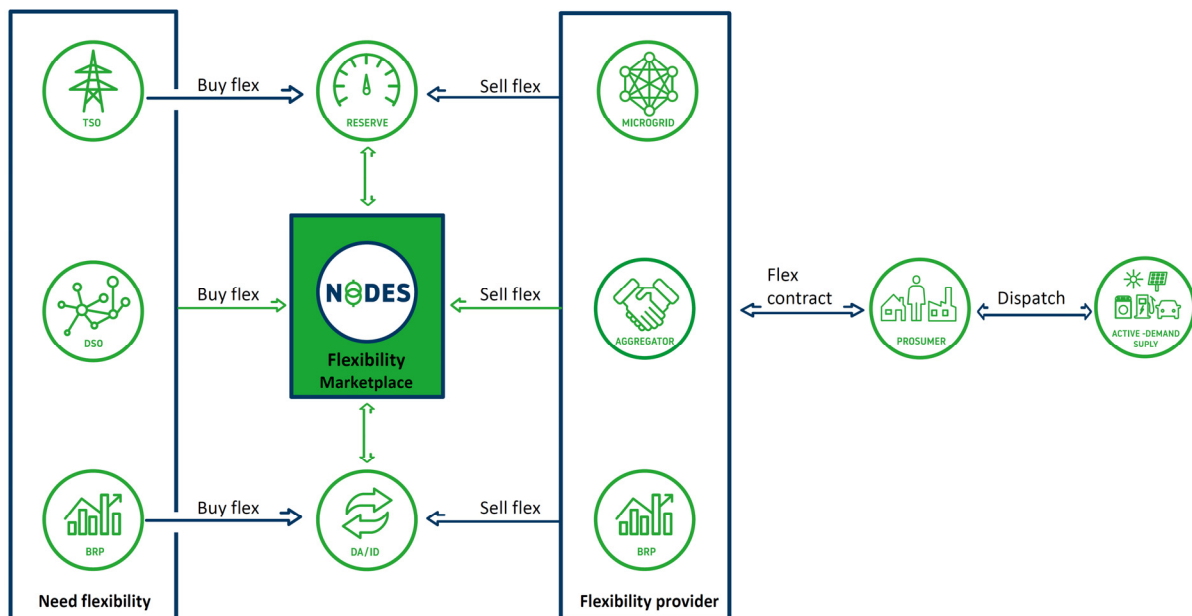 TSO
Buy flex
RESERVE
Sell flex
MICROGRID
DSO
Buy flex
NODES
Flexibility
Marketplace
Sell flex
AGGREGATOR
Flex
contract
PROSUMER
Dispatch
ACTIVE -DEMAND
SUPLY
BRP
Buy flex
DA/ID
Sell flex
BRP
Need flexibility
Flexibility provider